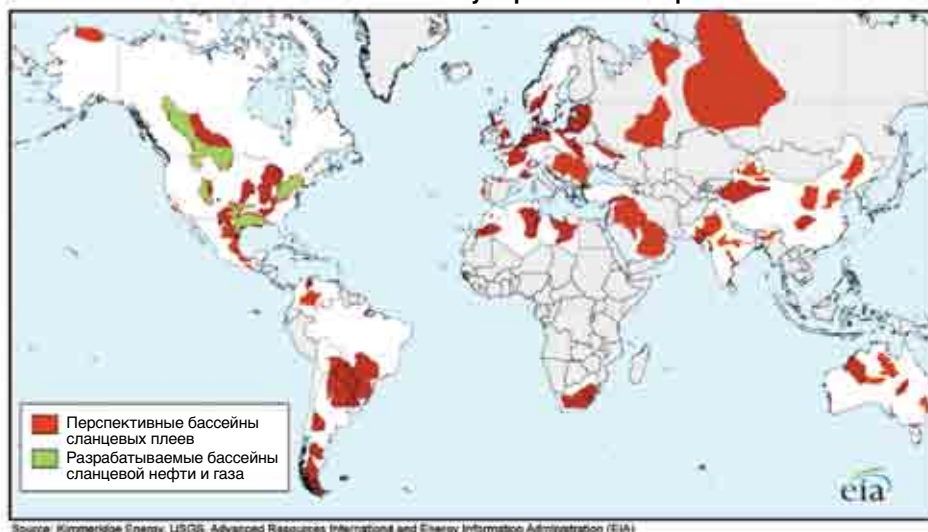 Перспективные бассейны
сланцевых плеев
Разрабатываемые бассейны
сланцевой нефти и газа
eia
Source: Kimmeridge Energy, USGS, Advanced Resources International and Energy Information Administration (EIA)